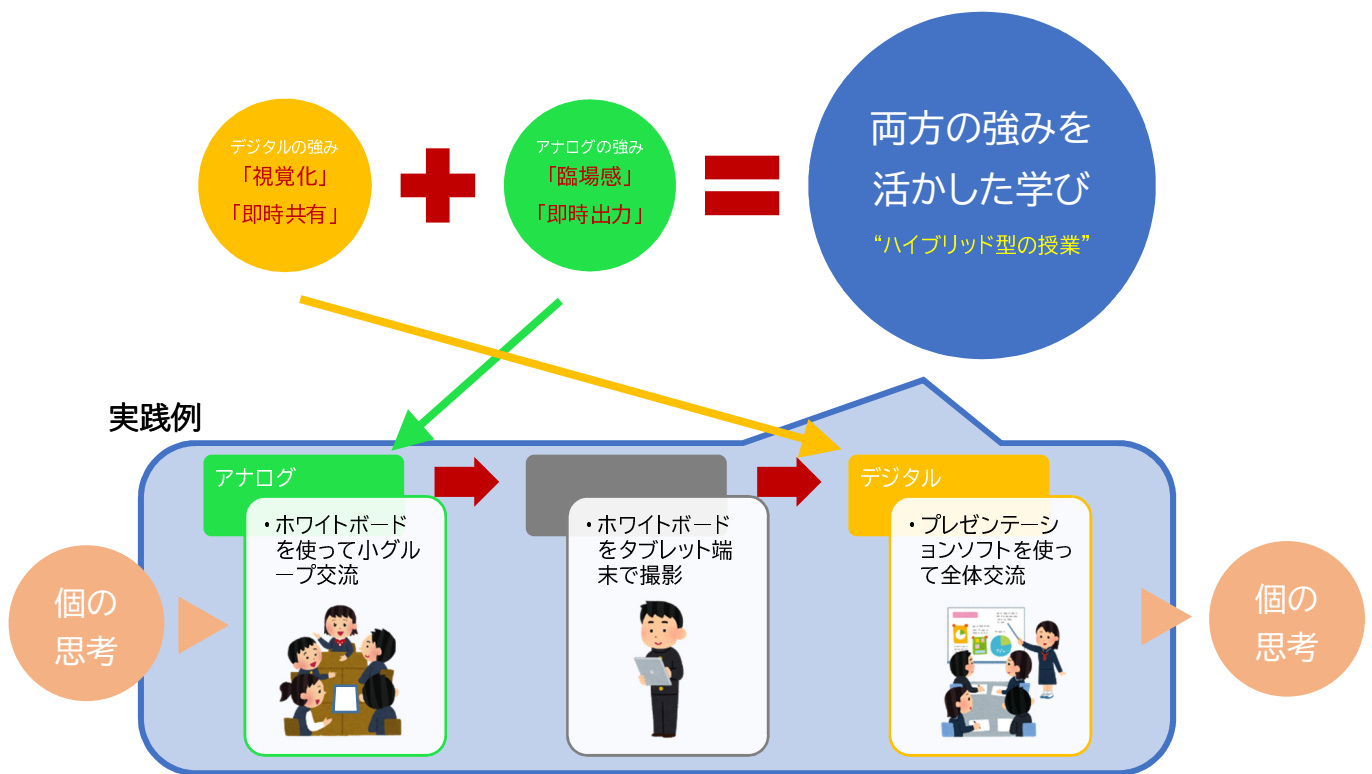 デジタルの強み
「視覚化」
「即時共有」
アナログの強み
「臨場感」
「即時出力」
両方の強みを
活かした学び
“ハイブリッド型の授業”
実践例
アナログ
・ホワイトボード
を使って小グル
ープ交流
・ホワイトボード
をタブレット端
末で撮影
デジタル
・プレゼンテーシ
ョンソフトを使っ
て全体交流
個の
思考
個の
思考